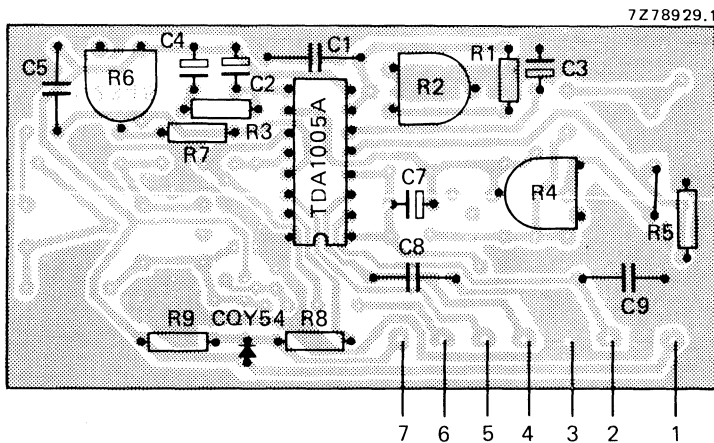 7Z78929.1
C5
R6
C4
C2
C1
R2
R1
C3
R3
R7
TDA1005A
C7
R4
R5
C8
C9
R9
CQY54
R8
7 6 5 4 3 2 1